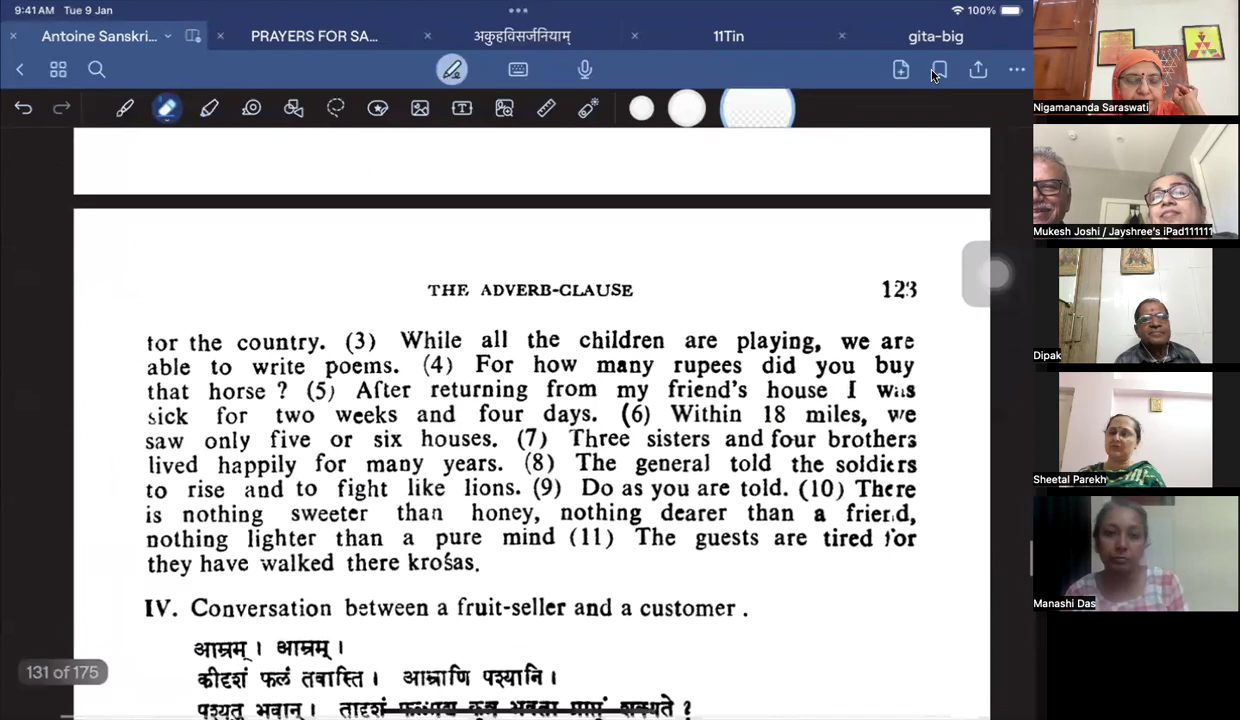 9:41 AM Tue 9 Jan
100%
Antoine Sanskri...
PRAYERS FOR SA...
अकुहविसर्जनियाम्
11Tin
gita-big
THE ADVERB-CLAUSE 123
for the country. (3) While all the children are playing, we are
able to write poems. (4) For how many rupees did you buy
that horse ? (5) After returning from my friend's house I was
sick for two weeks and four days. (6) Within 18 miles, we
saw only five or six houses. (7) Three sisters and four brothers
lived happily for many years. (8) The general told the soldiers
to rise and to fight like lions. (9) Do as you are told. (10) There
is nothing sweeter than honey, nothing dearer than a friend,
nothing lighter than a pure mind (11) The guests are tired for
they have walked there krośas.
IV. Conversation between a fruit-seller and a customer .
आम्रम् । आम्रम् ।
कीदृशं फलं तवास्ति । आम्राणि पश्यानि ।
पश्यतु भवान् । तादृशं
131 of 175
Nigamananda Saraswati
Mukesh Joshi / Jayshree's iPad111111
Dipak
Sheetal Parekh
Manashi Das